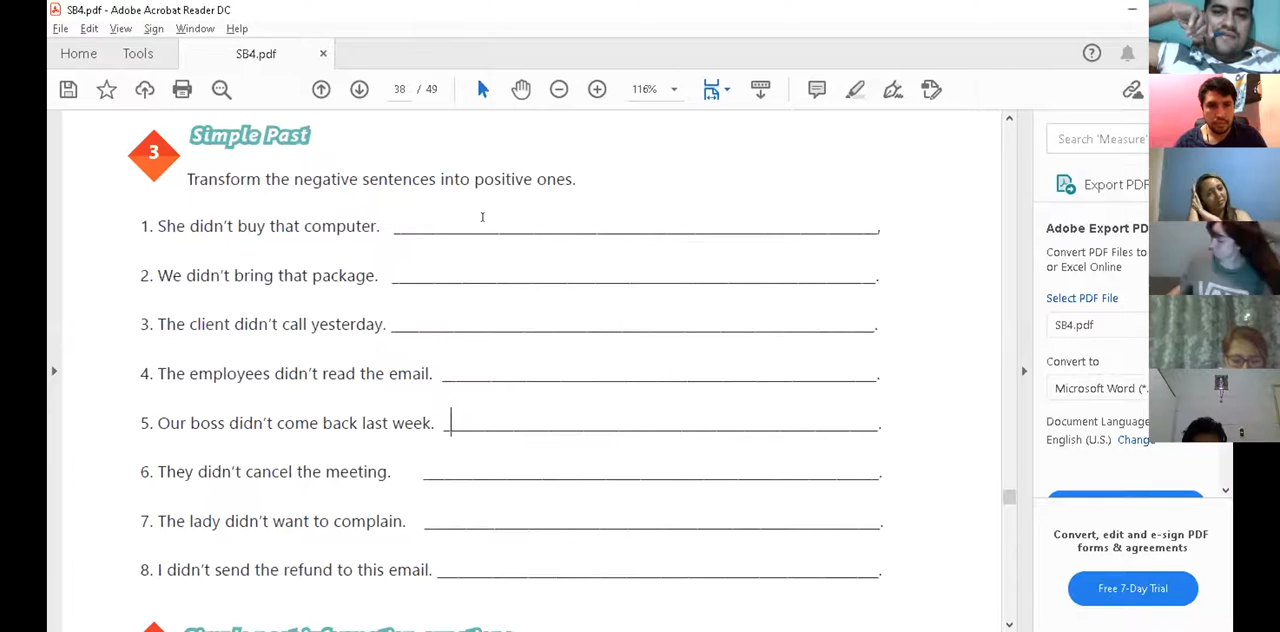 SB4.pdf - Adobe Acrobat Reader DC
File Edit View Sign Window Help
Home Tools SB4.pdf ×
38 / 49 116%
3 Simple Past
Transform the negative sentences into positive ones.
1. She didn't buy that computer. ,
2. We didn't bring that package. .
3. The client didn't call yesterday. .
4. The employees didn't read the email. .
5. Our boss didn't come back last week. .
6. They didn't cancel the meeting. .
7. The lady didn't want to complain. .
8. I didn't send the refund to this email. .
Search 'Measure'
Export PDF
Adobe Export PD
Convert PDF Files to
or Excel Online
Select PDF File
SB4.pdf
Convert to
Microsoft Word (*.
Document Language:
English (U.S.) Change
Convert, edit and e-sign PDF
forms & agreements
Free 7-Day Trial